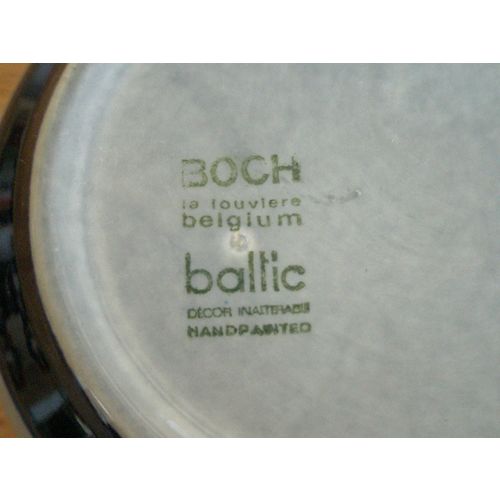 BOCH
la louviere
belgium
baltic
DÉCOR INALTERABLE
HANDPAINTED